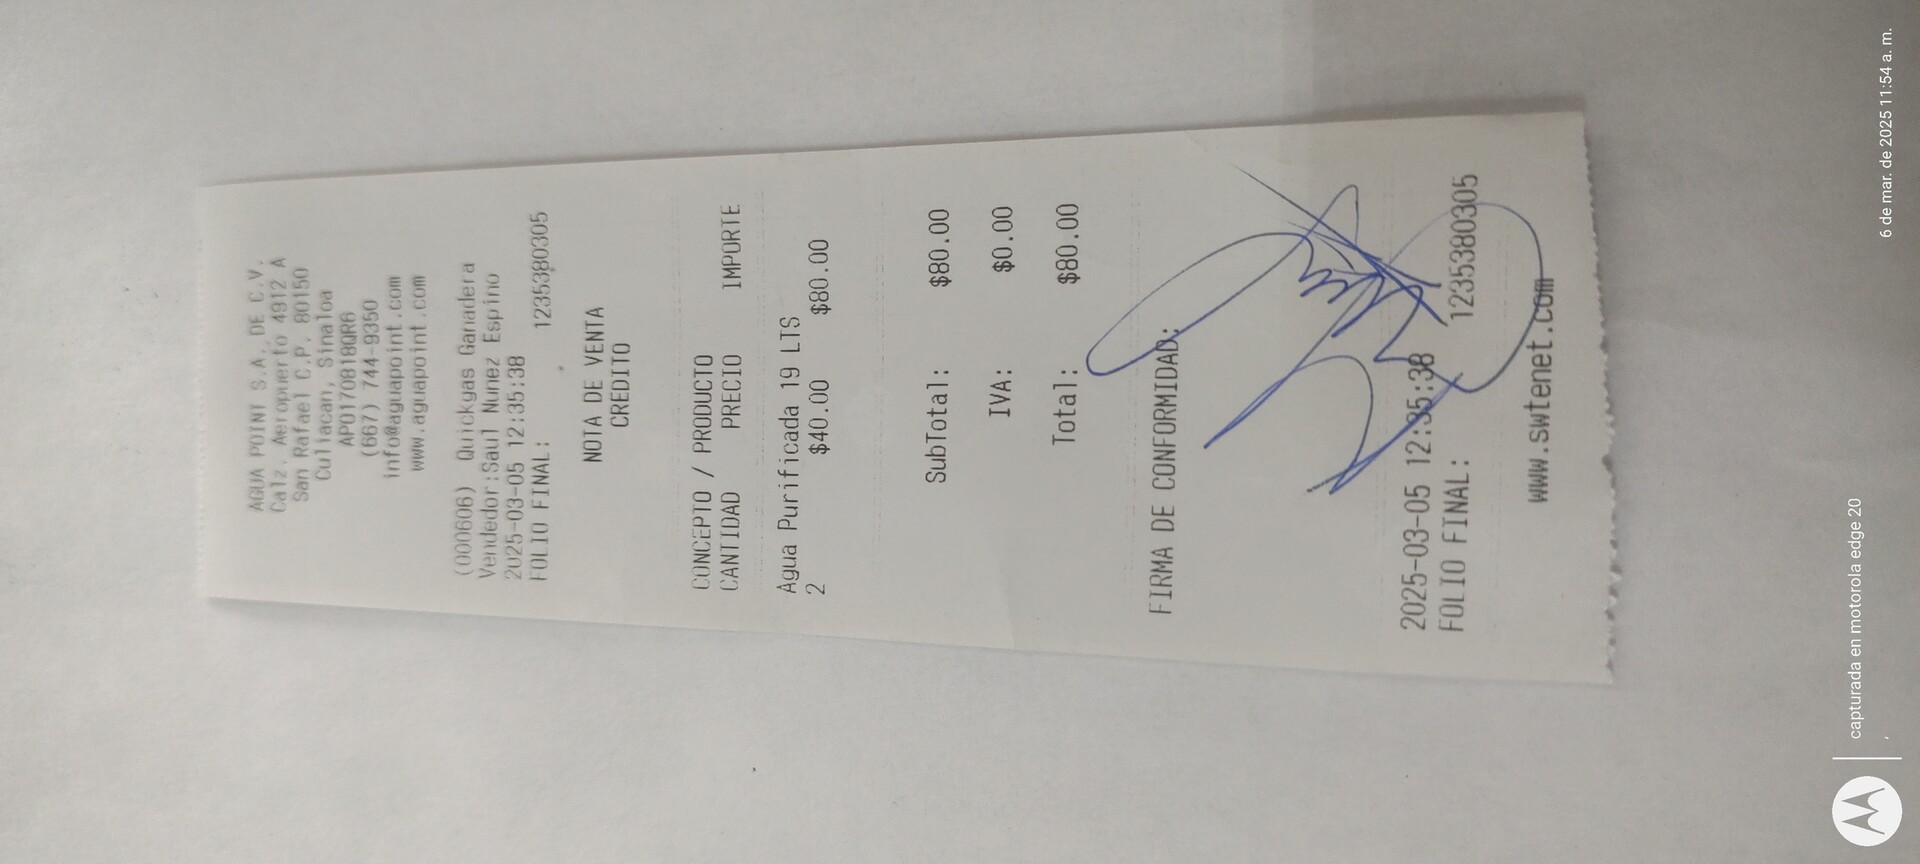 AGUA POINT S.A. DE C.V.
Calz. Aeropuerto 4912 A
San Rafael C.P. 80150
Culiacan, Sinaloa
APO170818QR6
(667) 744-9350
info@aguapoint.com
www.aguapoint.com
(000606) Quickgas Ganadera
Vendedor:Saul Nunez Espino
2025-03-05 12:35:38
FOLIO FINAL: 1235380305
NOTA DE VENTA
CREDITO
CONCEPTO / PRODUCTO
CANTIDAD PRECIO IMPORTE
Agua Purificada 19 LTS
2 $40.00 $80.00
SubTotal: $80.00
IVA: $0.00
Total: $80.00
FIRMA DE CONFORMIDAD:
2025-03-05 12:35:38
FOLIO FINAL: 1235380305
www.swtenet.com
capturada en motorola edge 20
,
6 de mar. de 2025 11:54 a. m.